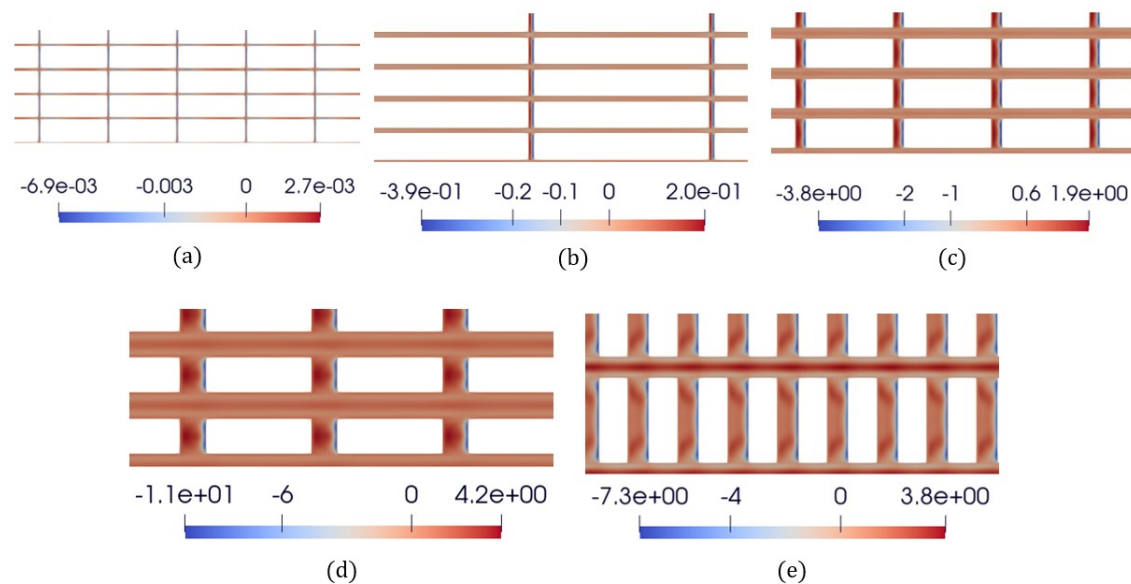 -6.9e-03 -0.003 0 2.7e-03
(a)
-3.9e-01 -0.2 -0.1 0 2.0e-01
(b)
-3.8e+00 -2 -1 0.6 1.9e+00
(c)
-1.1e+01 -6 0 4.2e+00
(d)
-7.3e+00 -4 0 3.8e+00
(e)